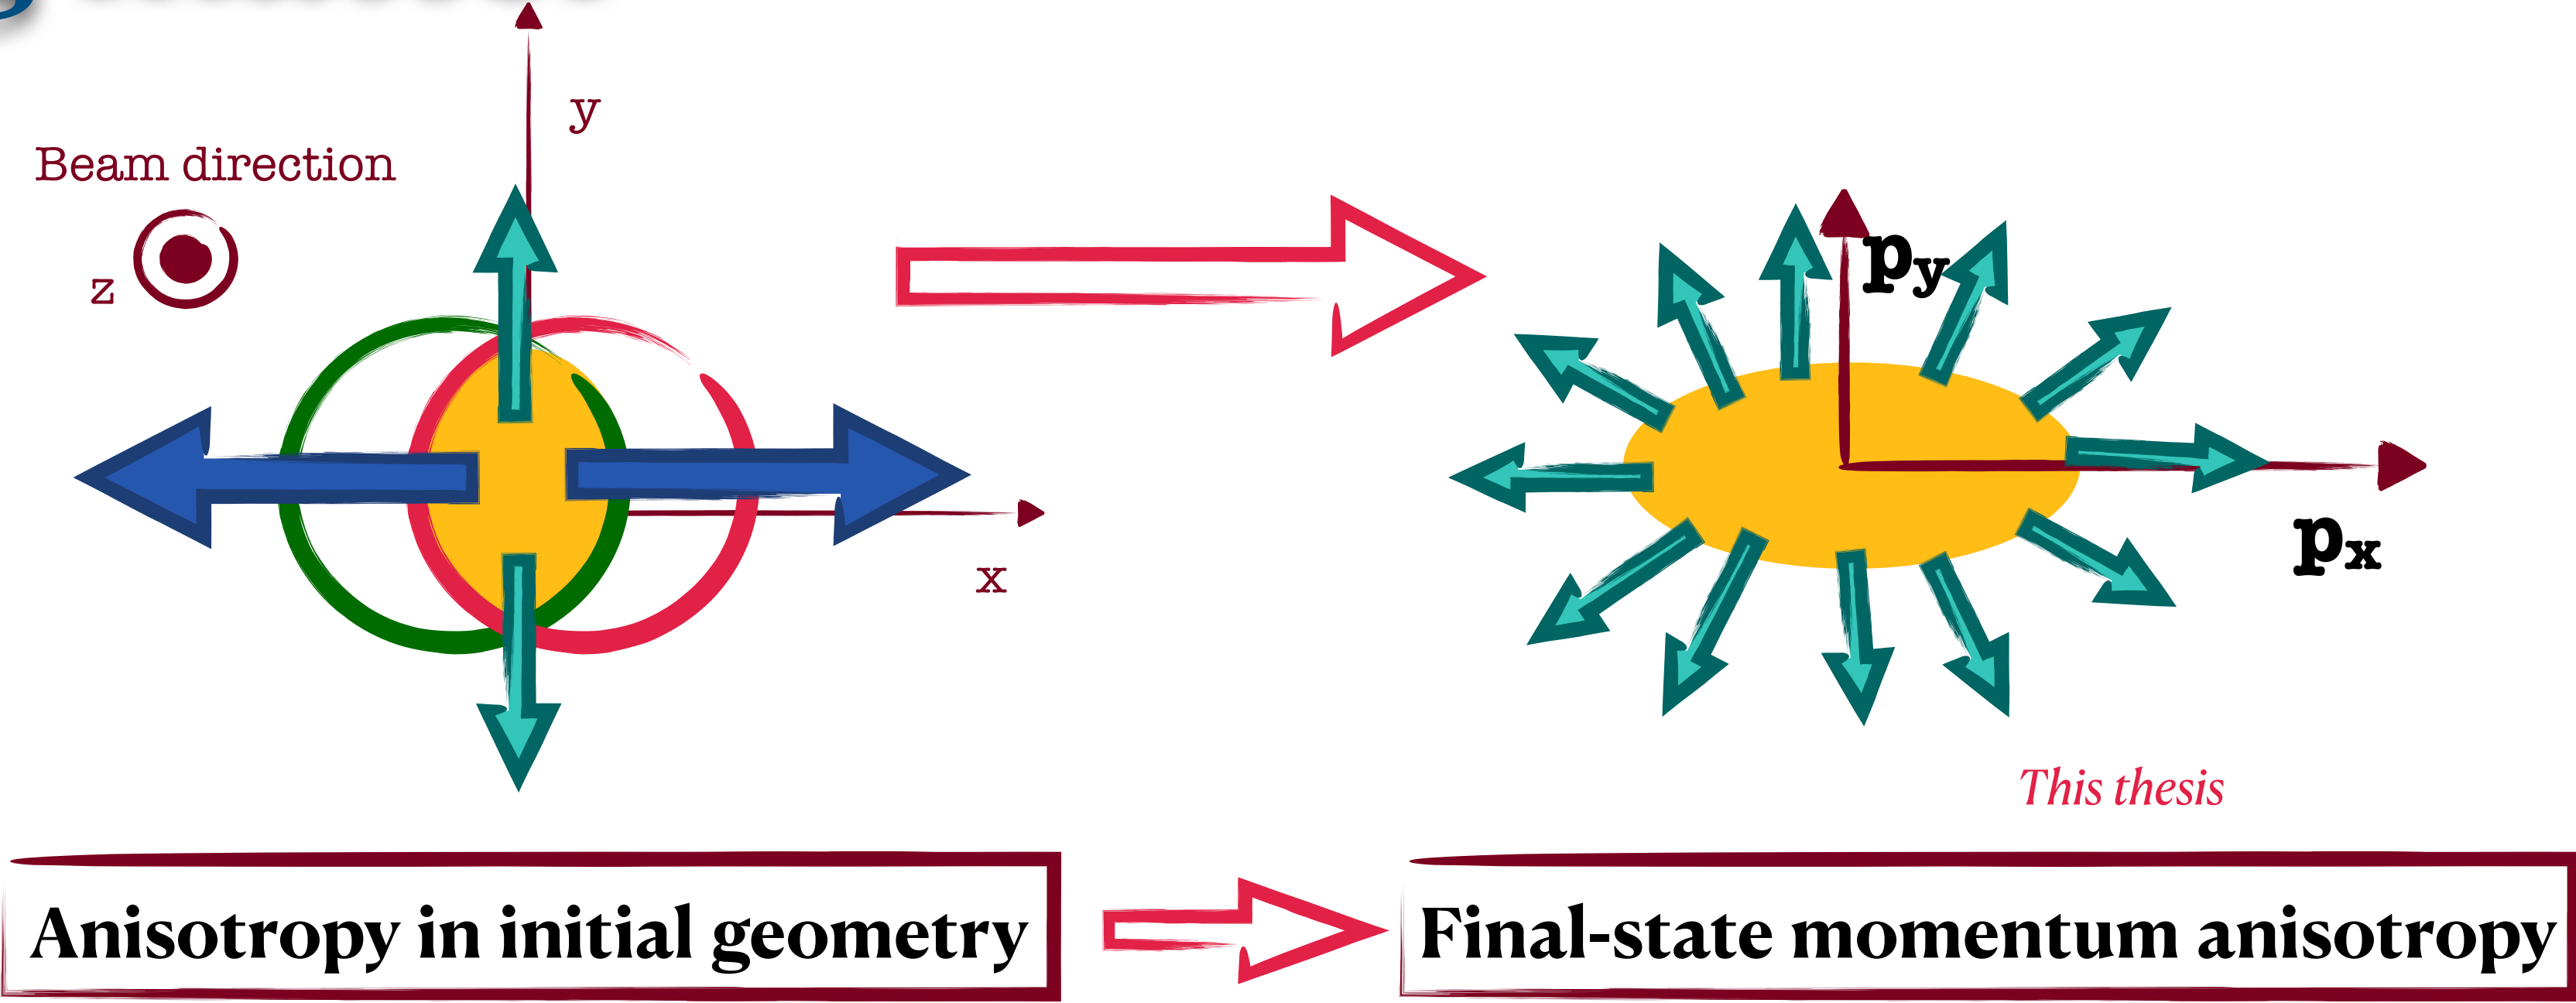 y
Beam direction
z
x
py
px
This thesis
Anisotropy in initial geometry
Final-state momentum anisotropy